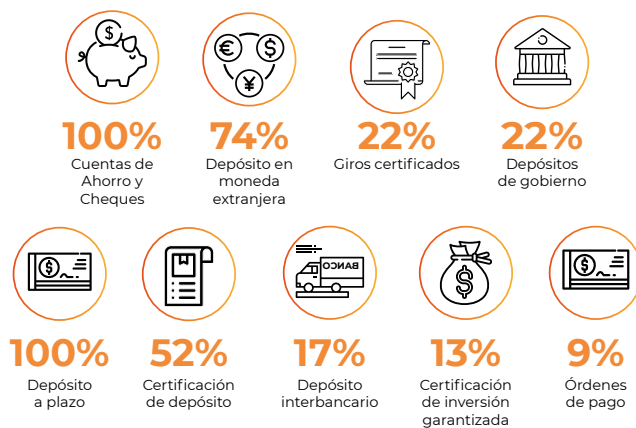 100%
Cuentas de
Ahorro y
Cheques
74%
Depósito en
moneda
extranjera
22%
Giros certificados
22%
Depósitos
de gobierno
BANCO
100%
Depósito
a plazo
52%
Certificación
de depósito
17%
Depósito
interbancario
13%
Certificación
de inversión
garantizada
9%
Órdenes
de pago